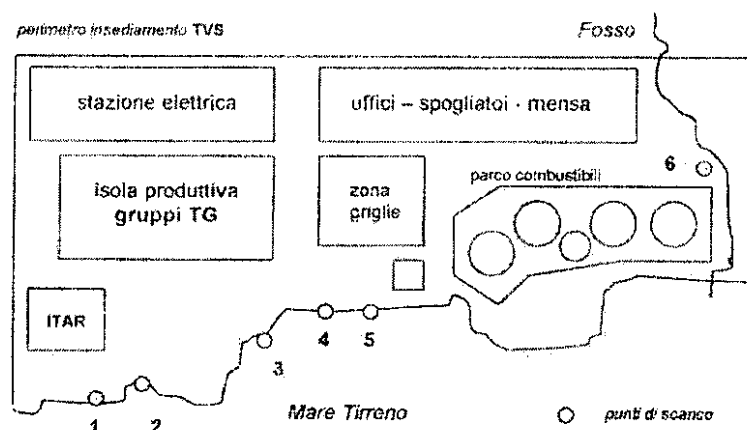 perimetro insediamento TVS
Fosso
stazione elettrica
uffici – spogliatoi - mensa
6
parco combustibili
isola produttiva
gruppi TG
zona
griglie
ITAR
4
5
3
1
2
Mare Tirreno
punti di scarico